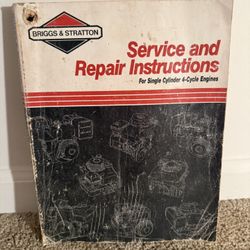 BRIGGS & STRATTON
Service and
Repair Instructions
For Single Cylinder 4-Cycle Engines